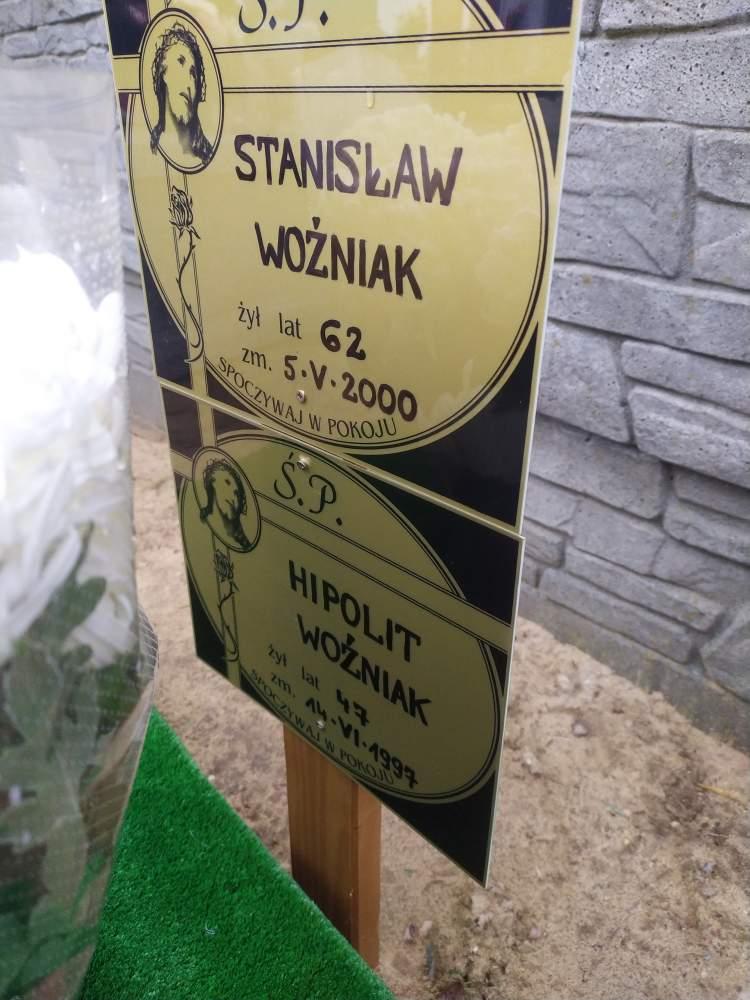 Ś.P.
STANISŁAW
WOŹNIAK
żył lat 62
zm. 5·V·2000
SPOCZYWAJ W POKOJU
Ś.P.
HIPOLIT
WOŹNIAK
żył lat 47
zm. 14·VI·1997
SPOCZYWAJ W POKOJU